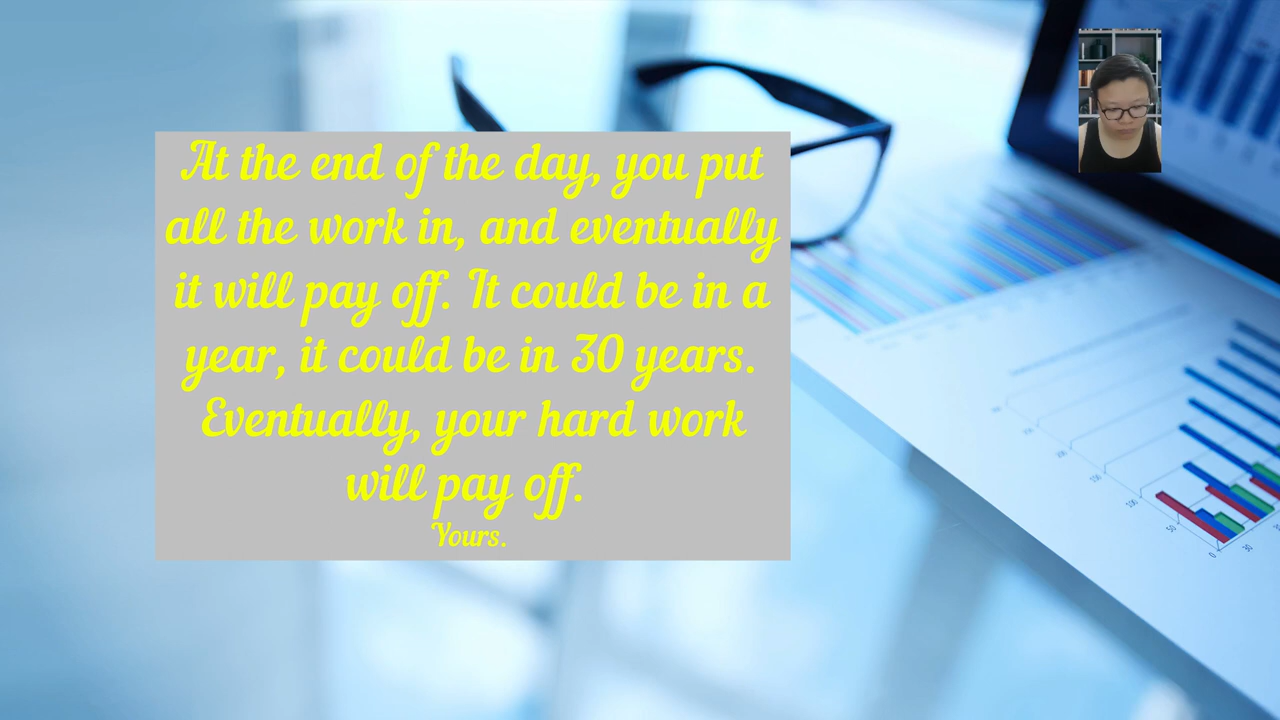 At the end of the day, you put
all the work in, and eventually
it will pay off. It could be in a
year, it could be in 30 years.
Eventually, your hard work
will pay off.
Yours.